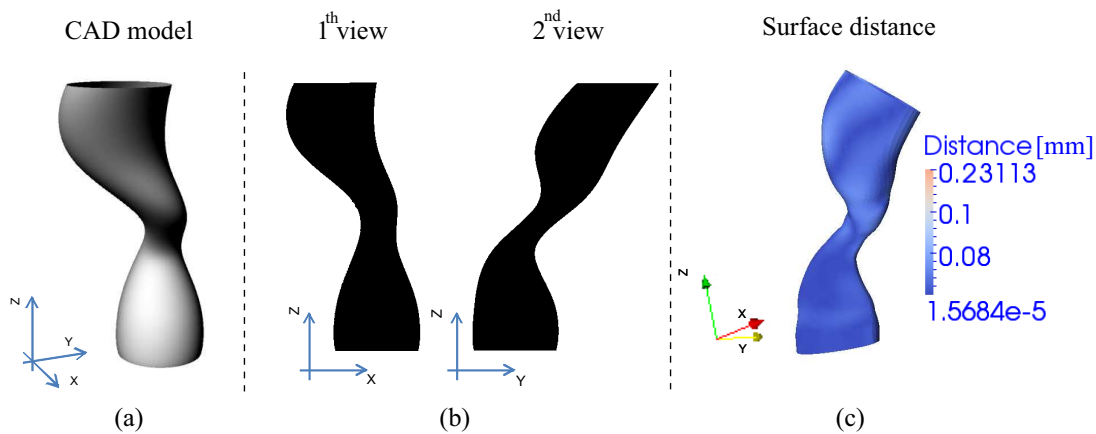 CAD model
1th view
2nd view
Surface distance
Distance [mm]
0.23113
0.1
0.08
1.5684e-5
Z
Y
X
Z
X
Z
Y
Z
X
Y
(a)
(b)
(c)